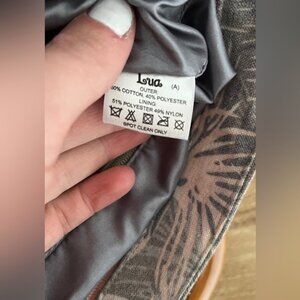 Lua (A)
OUTER
60% COTTON, 40% POLYESTER
LINING
51% POLYESTER 49% NYLON
SPOT CLEAN ONLY